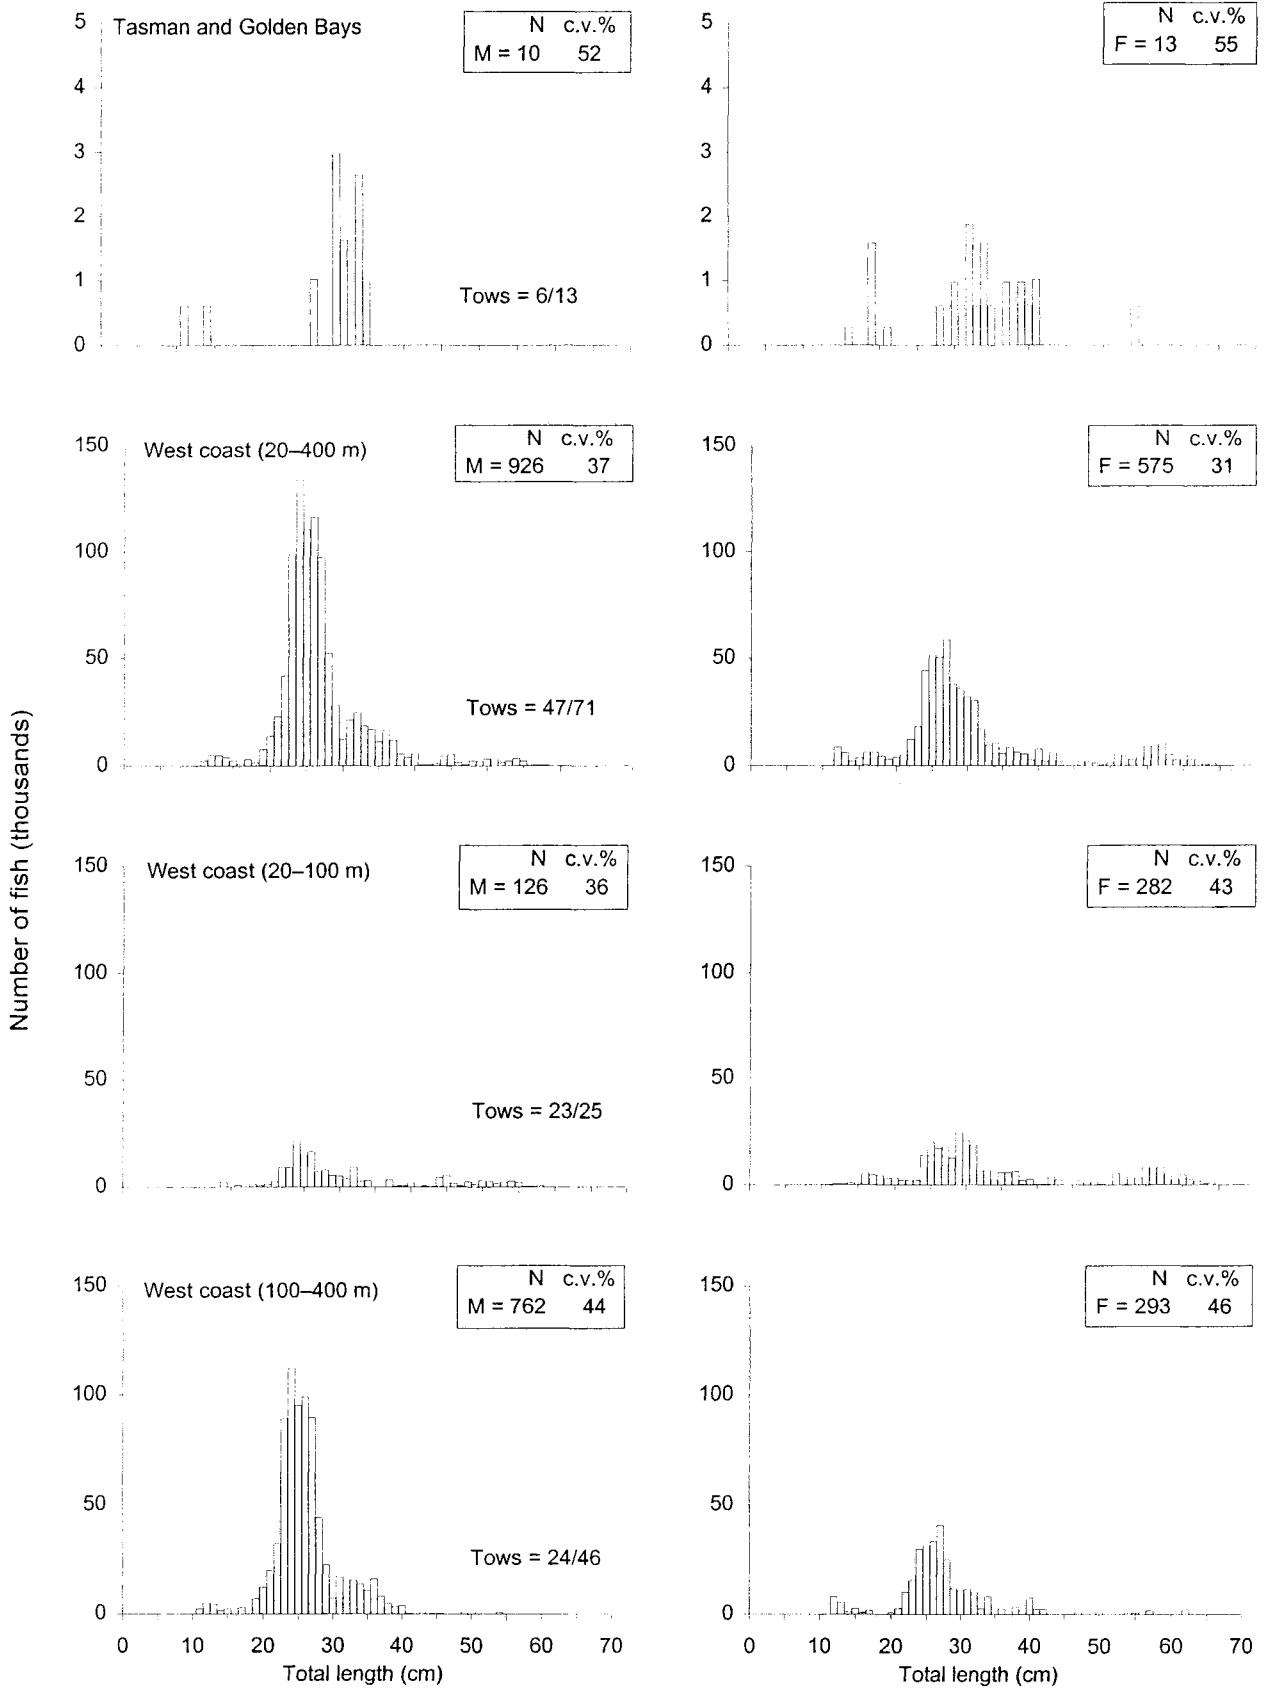 Number of fish (thousands)
Tasman and Golden Bays
N c.v.%
M = 10 52
5
4
3
2
1
0
Tows = 6/13
N c.v.%
F = 13 55
5
4
3
2
1
0
West coast (20–400 m)
N c.v.%
M = 926 37
150
100
50
0
Tows = 47/71
N c.v.%
F = 575 31
150
100
50
0
West coast (20–100 m)
N c.v.%
M = 126 36
150
100
50
0
Tows = 23/25
N c.v.%
F = 282 43
150
100
50
0
West coast (100–400 m)
N c.v.%
M = 762 44
150
100
50
0
Tows = 24/46
0 10 20 30 40 50 60 70
Total length (cm)
N c.v.%
F = 293 46
150
100
50
0
0 10 20 30 40 50 60 70
Total length (cm)